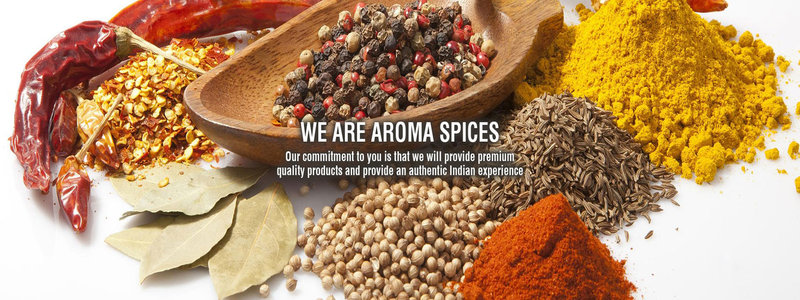 WE ARE AROMA SPICES
Our commitment to you is that we will provide premium
quality products and provide an authentic Indian experience